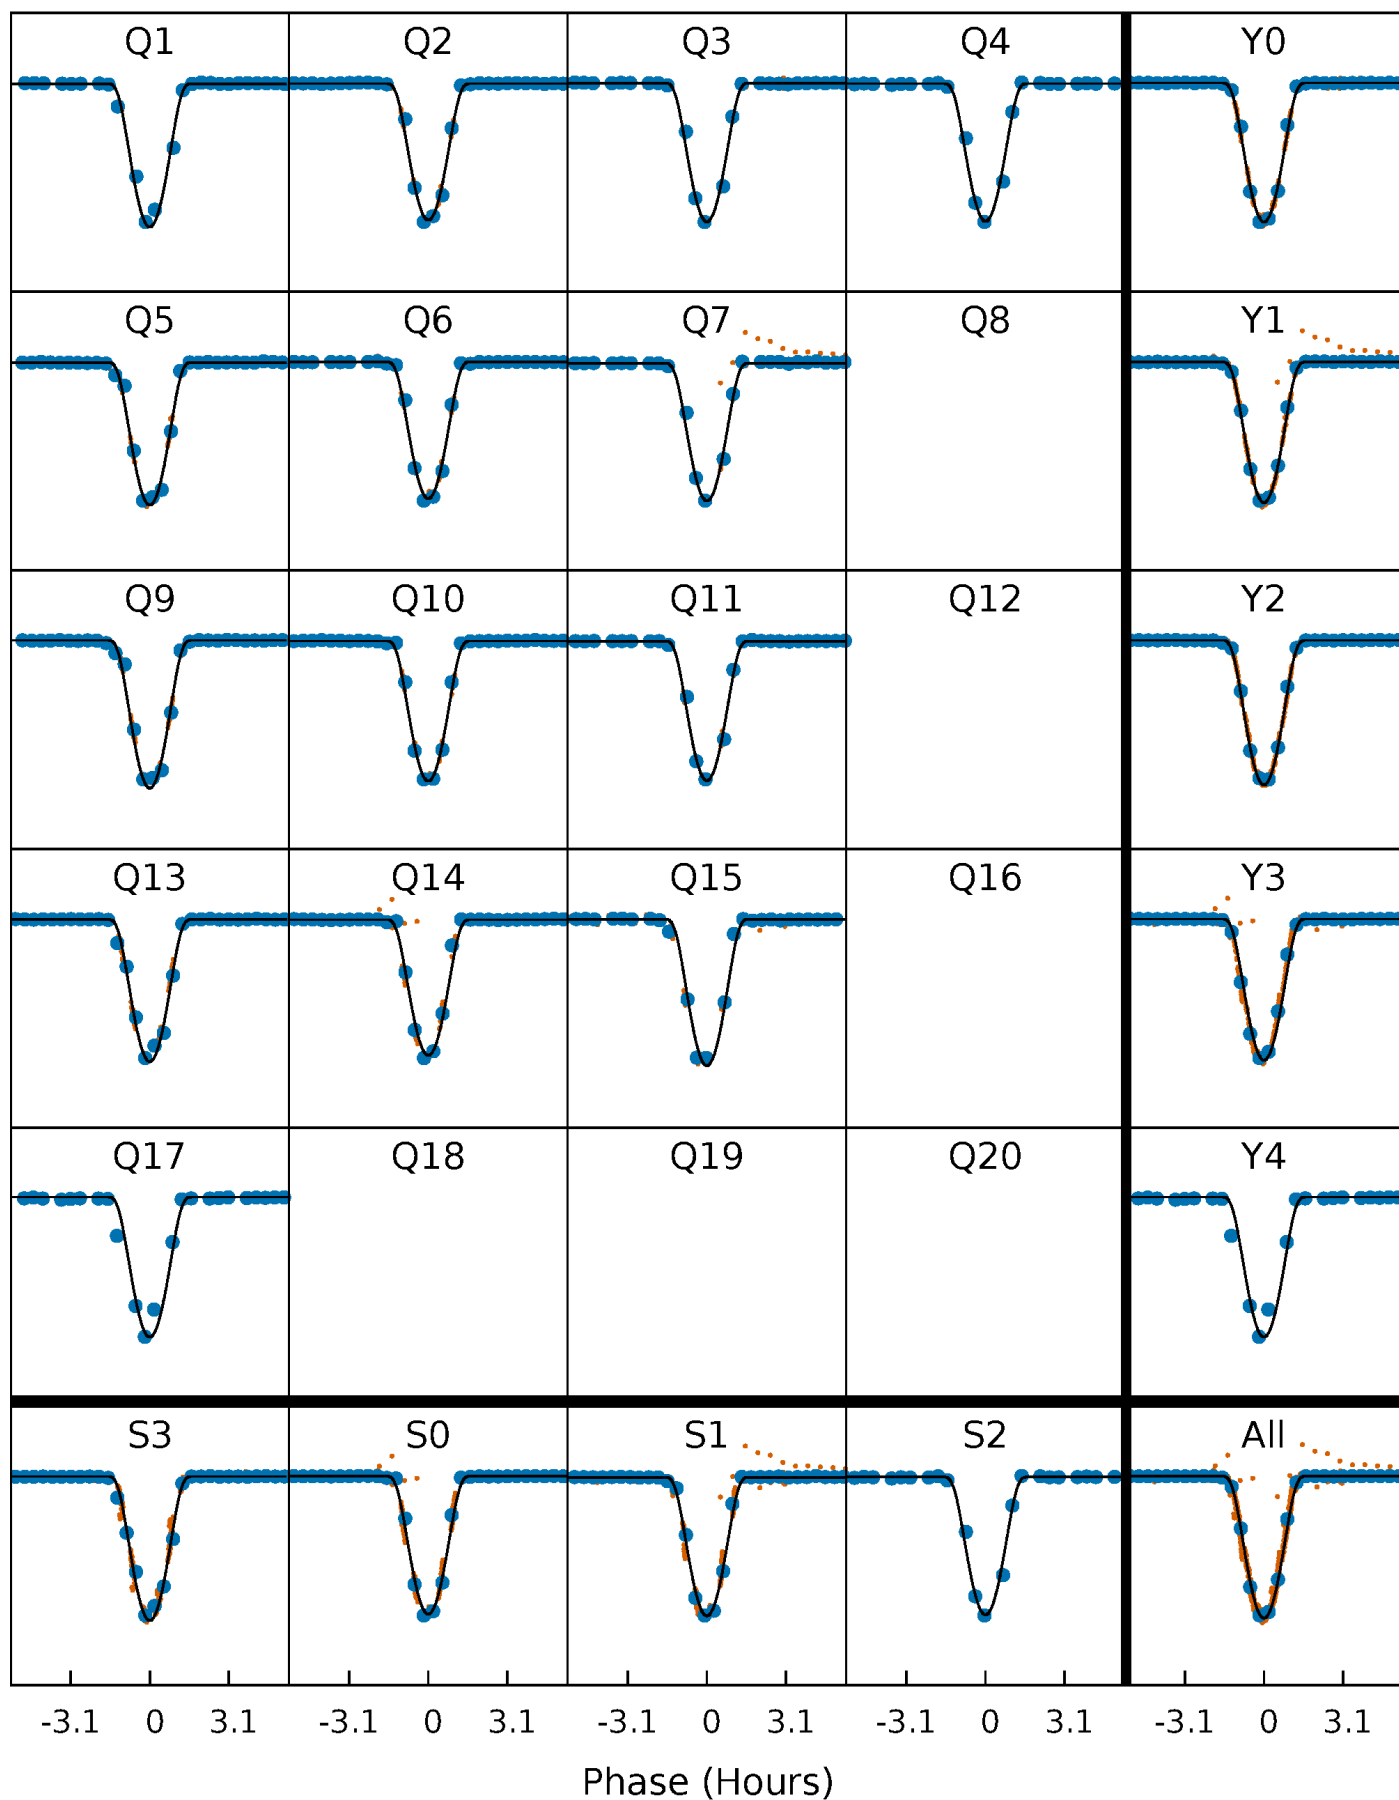 Q1 Q2 Q3 Q4 Y0
Q5 Q6 Q7 Q8 Y1
Q9 Q10 Q11 Q12 Y2
Q13 Q14 Q15 Q16 Y3
Q17 Q18 Q19 Q20 Y4
S3 S0 S1 S2 All
-3.1 0 3.1 -3.1 0 3.1 -3.1 0 3.1 -3.1 0 3.1 -3.1 0 3.1
Phase (Hours)